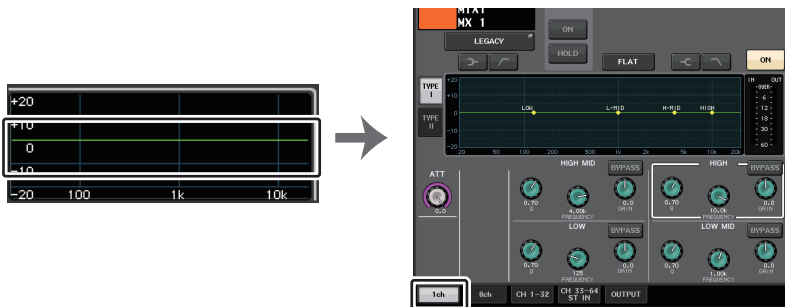 +20
+10
0
-10
-20 100 1k 10k
MIX1
MX 1
LEGACY
ON
HOLD
FLAT
ON
TYPE I
TYPE II
+20
+10
0
-10
-20
LOW L-MID H-MID HIGH
20 50 100 200 500 1k 2k 5k 10k 20k
IN OUT
-OVER-
- 6 -
- 12 -
- 18 -
- 30 -
- 60 -
ATT
0.0
HIGH MID
BYPASS
0.70 4.00k 0.0
Q FREQUENCY GAIN
HIGH
BYPASS
0.70 10.0k 0.0
Q FREQUENCY GAIN
LOW
BYPASS
0.70 125 0.0
Q FREQUENCY GAIN
LOW MID
BYPASS
0.70 1.00k 0.0
Q FREQUENCY GAIN
1ch 8ch CH 1-32 CH 33-64 ST IN OUTPUT